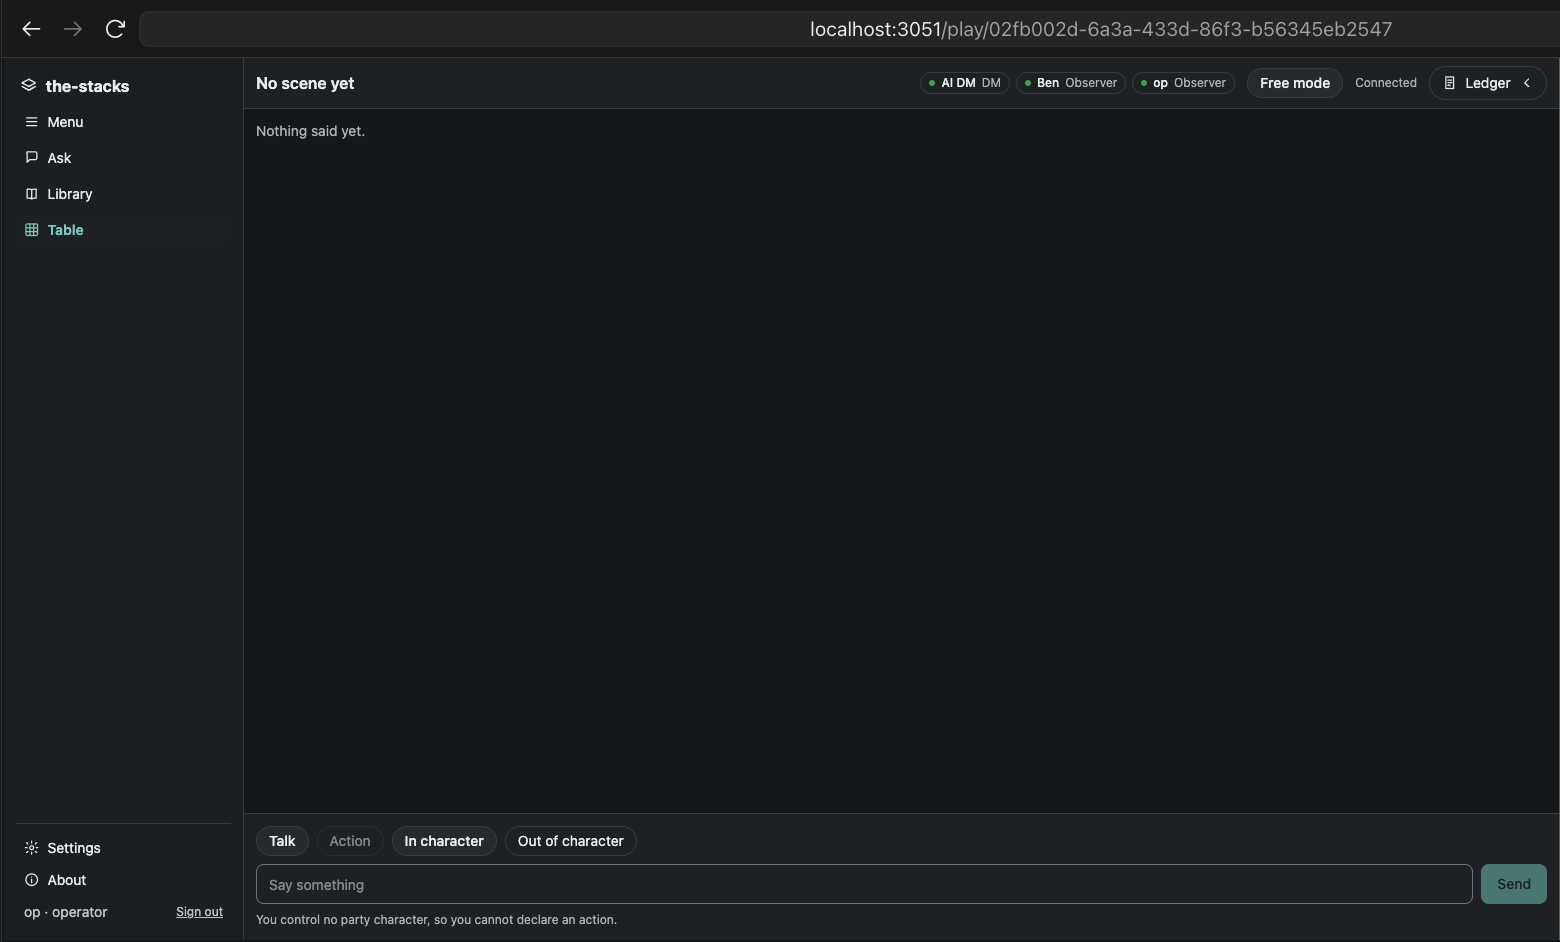 localhost:3051/play/02fb002d-6a3a-433d-86f3-b56345eb2547
the-stacks
Menu
Ask
Library
Table
Settings
About
op · operator Sign out
No scene yet
AI DM DM
Ben Observer
op Observer
Free mode
Connected
Ledger
Nothing said yet.
Talk
Action
In character
Out of character
Say something
Send
You control no party character, so you cannot declare an action.